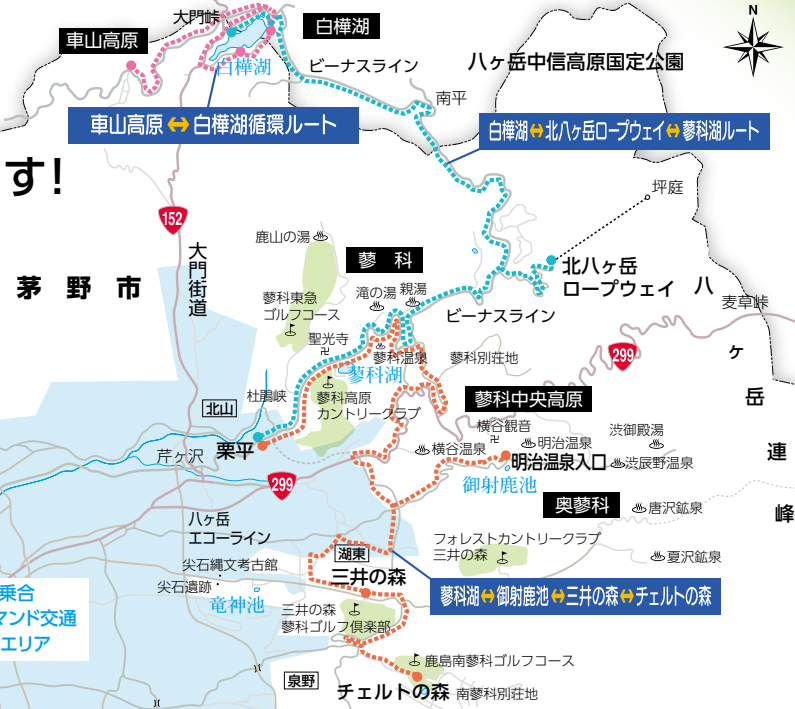 N
大門峠
白樺湖
車山高原
白樺湖
ビーナスライン
八ヶ岳中信高原国定公園
南平
車山高原⇔白樺湖循環ルート
白樺湖⇔北八ヶ岳ロープウェイ⇔蓼科湖ルート
す!
坪庭
152
大門街道
鹿山の湯
蓼 科
北八ヶ岳
ロープウェイ
茅 野 市
滝の湯
親湯
蓼科東急
ゴルフコース
ビーナスライン
八ヶ岳連峰
麦草峠
聖光寺
蓼科温泉
蓼科別荘地
299
蓼科湖
杜鵑峡
蓼科高原
カントリークラブ
蓼科中央高原
北山
横谷観音
渋御殿湯
芹ヶ沢
栗平
横谷温泉
明治温泉
明治温泉入口
渋辰野温泉
299
御射鹿池
奥蓼科
唐沢鉱泉
八ヶ岳
エコーライン
フォレストカントリークラブ
三井の森
湖東
夏沢鉱泉
尖石縄文考古館
三井の森
尖石遺跡
竜神池
蓼科湖⇔御射鹿池⇔三井の森⇔チェルトの森
乗合
マンド交通
エリア
三井の森
蓼科ゴルフ倶楽部
鹿島南蓼科ゴルフコース
泉野
チェルトの森
南蓼科別荘地